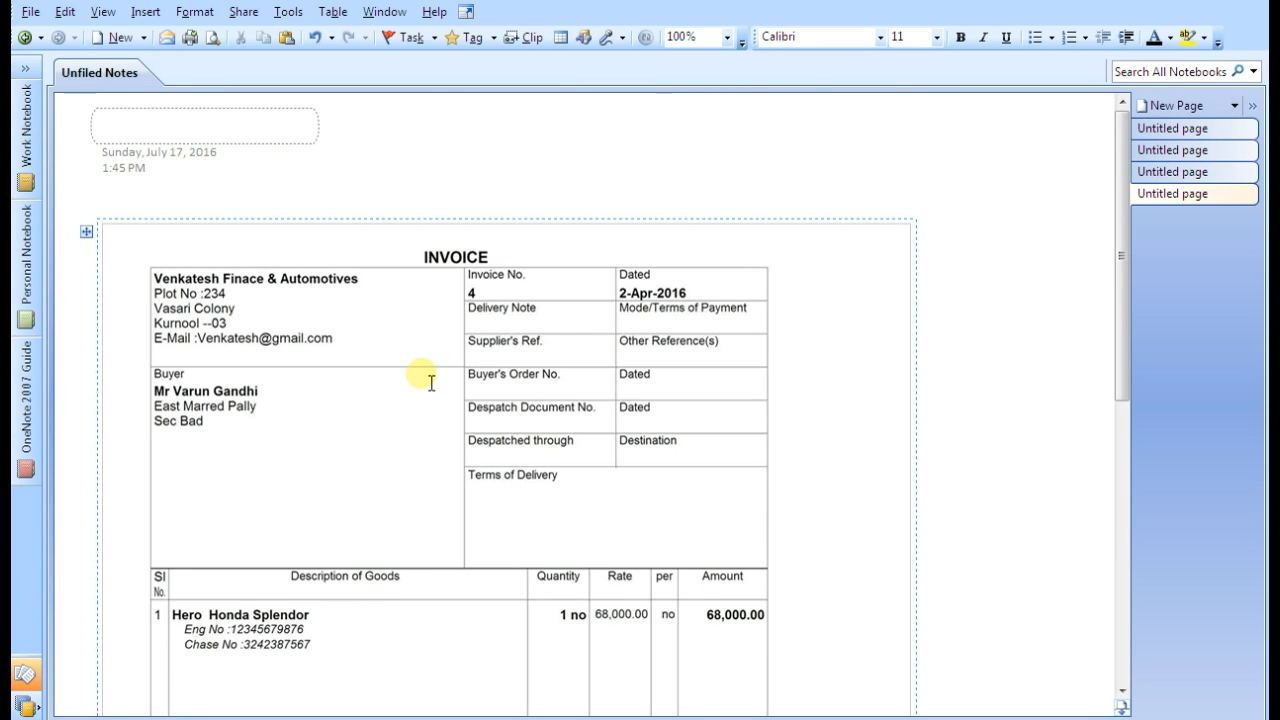 File Edit View Insert Format Share Tools Table Window Help
New Task Tag Clip 100% Calibri 11 B I U A ab
Unfiled Notes
Search All Notebooks
Work Notebook
Personal Notebook
OneNote 2007 Guide
New Page
Untitled page
Untitled page
Untitled page
Untitled page
Sunday, July 17, 2016
1:45 PM
INVOICE
Venkatesh Finace & Automotives
Plot No :234
Vasari Colony
Kurnool --03
E-Mail :Venkatesh@gmail.com
Invoice No. Dated
4 2-Apr-2016
Delivery Note Mode/Terms of Payment
Supplier's Ref. Other Reference(s)
Buyer
Mr Varun Gandhi
East Marred Pally
Sec Bad
Buyer's Order No. Dated
Despatch Document No. Dated
Despatched through Destination
Terms of Delivery
Sl Description of Goods Quantity Rate per Amount
No.
1 Hero Honda Splendor 1 no 68,000.00 no 68,000.00
Eng No :12345679876
Chase No :3242387567